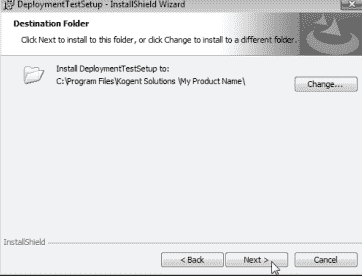 DeploymentTestSetup - InstallShield Wizard
Destination Folder
Click Next to install to this folder, or click Change to install to a different folder.
Install DeploymentTestSetup to:
C:\Program Files\Kogent Solutions \My Product Name\
Change...
InstallShield
< Back
Next >
Cancel